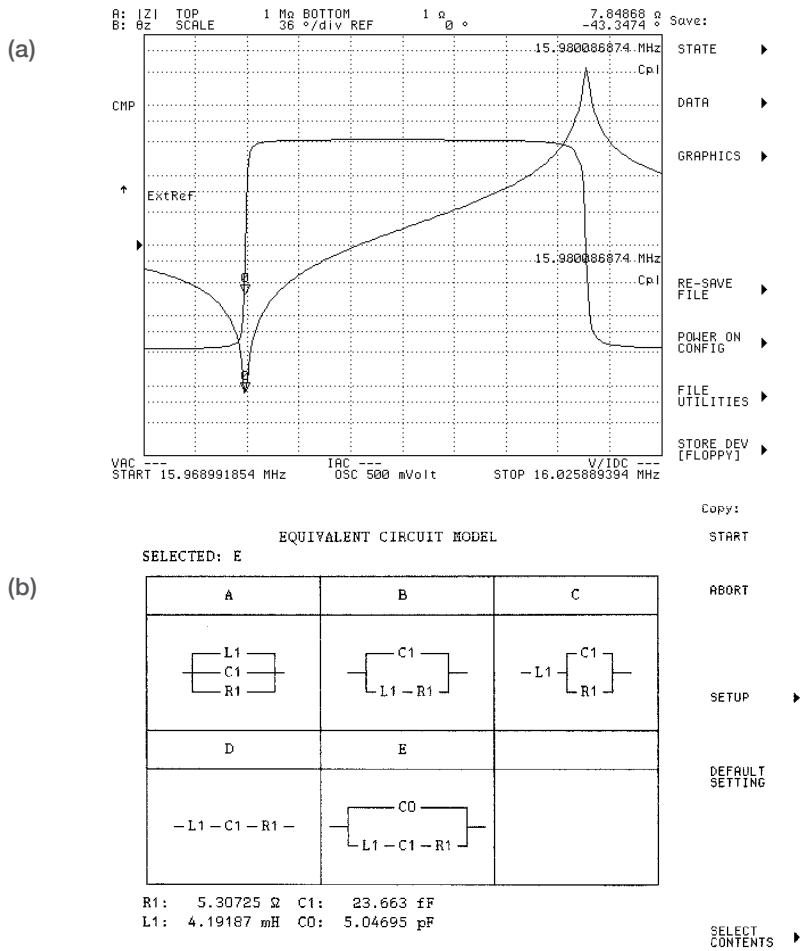 A: |Z| TOP 1 MΩ BOTTOM 1 Ω 7.84868 Ω
B: θz SCALE 36 °/div REF 0 ° -43.3474 °
Save:
(a)
15.980086874 MHz
Cpl
STATE
CMP
DATA
GRAPHICS
↑
ExtRef
15.980086874 MHz
Cpl
RE-SAVE
FILE
POWER ON
CONFIG
FILE
UTILITIES
STORE DEV
[FLOPPY]
VAC --- IAC --- V/IDC ---
START 15.968991854 MHz OSC 500 mVolt STOP 16.025889394 MHz
Copy:
EQUIVALENT CIRCUIT MODEL
START
SELECTED: E
(b)
A B C
ABORT
L1 C1 C1
C1 -L1
R1 L1-R1 R1
SETUP
D E
DEFAULT
SETTING
C0
-L1-C1-R1-
L1-C1-R1
R1: 5.30725 Ω C1: 23.663 fF
L1: 4.19187 mH C0: 5.04695 pF
SELECT
CONTENTS